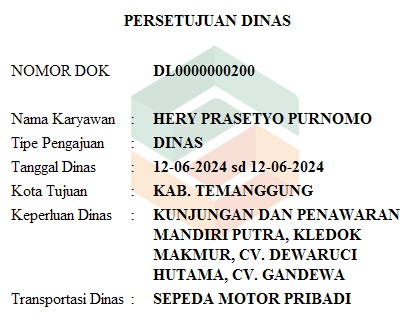 PERSETUJUAN DINAS
NOMOR DOK DL0000000200
Nama Karyawan : HERY PRASETYO PURNOMO
Tipe Pengajuan : DINAS
Tanggal Dinas : 12-06-2024 sd 12-06-2024
Kota Tujuan : KAB. TEMANGGUNG
Keperluan Dinas : KUNJUNGAN DAN PENAWARAN
MANDIRI PUTRA, KLEDOK
MAKMUR, CV. DEWARUCI
HUTAMA, CV. GANDEWA
Transportasi Dinas : SEPEDA MOTOR PRIBADI